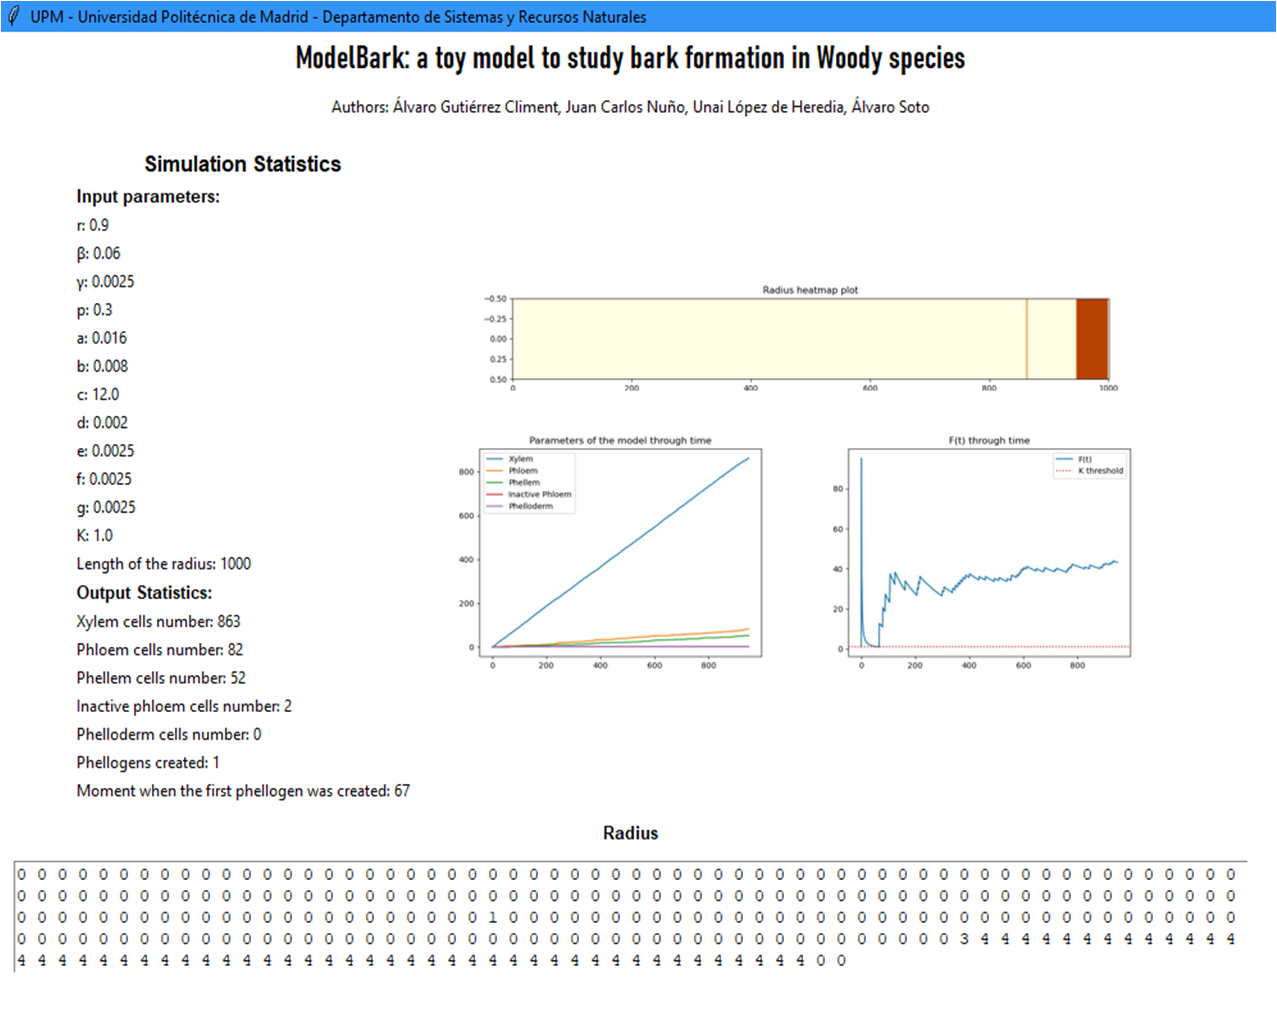 UPM - Universidad Politécnica de Madrid - Departamento de Sistemas y Recursos Naturales
ModelBark: a toy model to study bark formation in Woody species
Authors: Álvaro Gutiérrez Climent, Juan Carlos Nuño, Unai López de Heredia, Álvaro Soto
Simulation Statistics
Input parameters:
r: 0.9
β: 0.06
γ: 0.0025
p: 0.3
a: 0.016
b: 0.008
c: 12.0
d: 0.002
e: 0.0025
f: 0.0025
g: 0.0025
K: 1.0
Length of the radius: 1000
Output Statistics:
Xylem cells number: 863
Phloem cells number: 82
Phellem cells number: 52
Inactive phloem cells number: 2
Phelloderm cells number: 0
Phellogens created: 1
Moment when the first phellogen was created: 67
Radius heatmap plot
−0.50
−0.25
0.00
0.25
0.50
0 200 400 600 800 1000
Parameters of the model through time
Xylem
Phloem
Phellem
Inactive Phloem
Phelloderm
800
600
400
200
0
0 200 400 600 800
F(t) through time
F(t)
K threshold
80
60
40
20
0
0 200 400 600 800
Radius
0 0 0 0 0 0 0 0 0 0 0 0 0 0 0 0 0 0 0 0 0 0 0 0 0 0 0 0 0 0 0 0 0 0 0 0 0 0 0 0 0 0 0 0 0 0 0 0 0 0 0 0 0 0 0 0 0 0 0 0
0 0 0 0 0 0 0 0 0 0 0 0 0 0 0 0 0 0 0 0 0 0 0 0 0 0 0 0 0 0 0 0 0 0 0 0 0 0 0 0 0 0 0 0 0 0 0 0 0 0 0 0 0 0 0 0 0 0 0 0
0 0 0 0 0 0 0 0 0 0 0 0 0 0 0 0 0 0 0 0 0 0 0 1 0 0 0 0 0 0 0 0 0 0 0 0 0 0 0 0 0 0 0 0 0 0 0 0 0 0 0 0 0 0 0 0 0 0 0 0
0 0 0 0 0 0 0 0 0 0 0 0 0 0 0 0 0 0 0 0 0 0 0 0 0 0 0 0 0 0 0 0 0 0 0 0 0 0 0 0 0 0 0 0 0 0 3 4 4 4 4 4 4 4 4 4 4 4 4 4
4 4 4 4 4 4 4 4 4 4 4 4 4 4 4 4 4 4 4 4 4 4 4 4 4 4 4 4 4 4 4 4 4 4 4 4 4 4 4 0 0